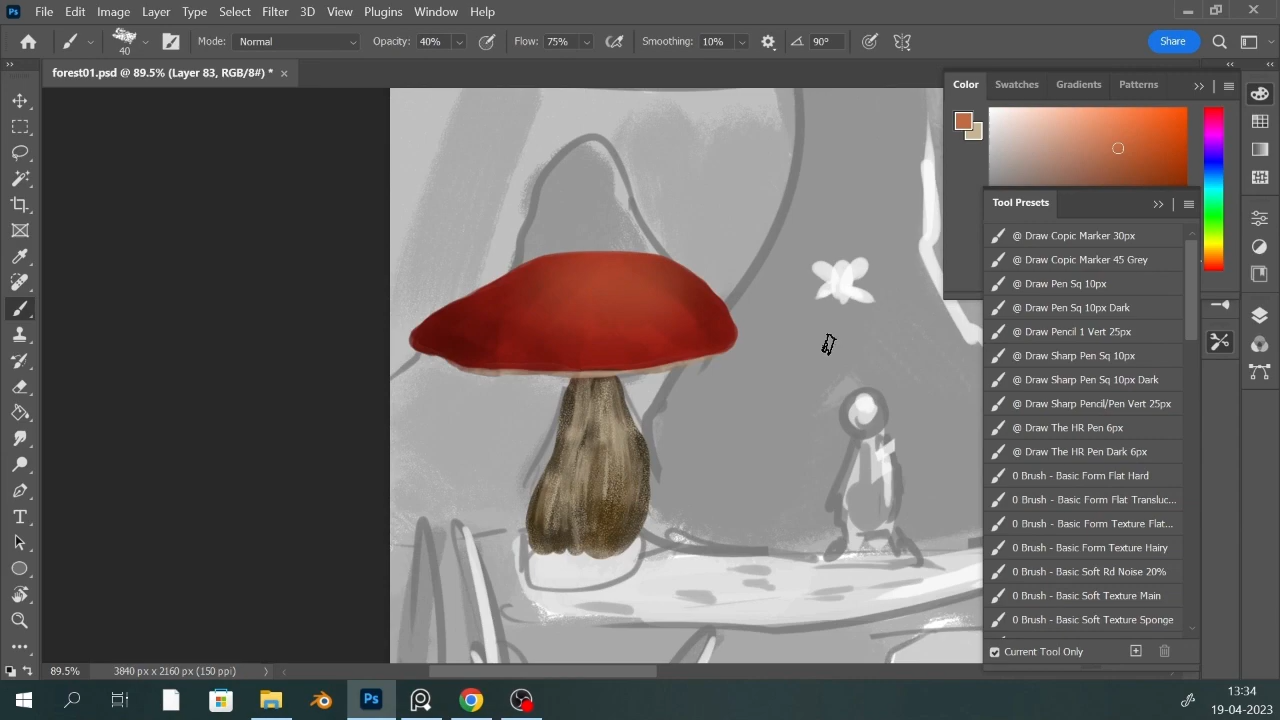 Ps File Edit Image Layer Type Select Filter 3D View Plugins Window Help
40 Mode: Normal Opacity: 40% Flow: 75% Smoothing: 10% 90° Share
forest01.psd @ 89.5% (Layer 83, RGB/8#) *
Color Swatches Gradients Patterns
Tool Presets
@ Draw Copic Marker 30px
@ Draw Copic Marker 45 Grey
@ Draw Pen Sq 10px
@ Draw Pen Sq 10px Dark
@ Draw Pencil 1 Vert 25px
@ Draw Sharp Pen Sq 10px
@ Draw Sharp Pen Sq 10px Dark
@ Draw Sharp Pencil/Pen Vert 25px
@ Draw The HR Pen 6px
@ Draw The HR Pen Dark 6px
0 Brush - Basic Form Flat Hard
0 Brush - Basic Form Flat Transluc...
0 Brush - Basic Form Texture Flat...
0 Brush - Basic Form Texture Hairy
0 Brush - Basic Soft Rd Noise 20%
0 Brush - Basic Soft Texture Main
0 Brush - Basic Soft Texture Sponge
Current Tool Only
89.5% 3840 px x 2160 px (150 ppi)
Ps
13:34
19-04-2023